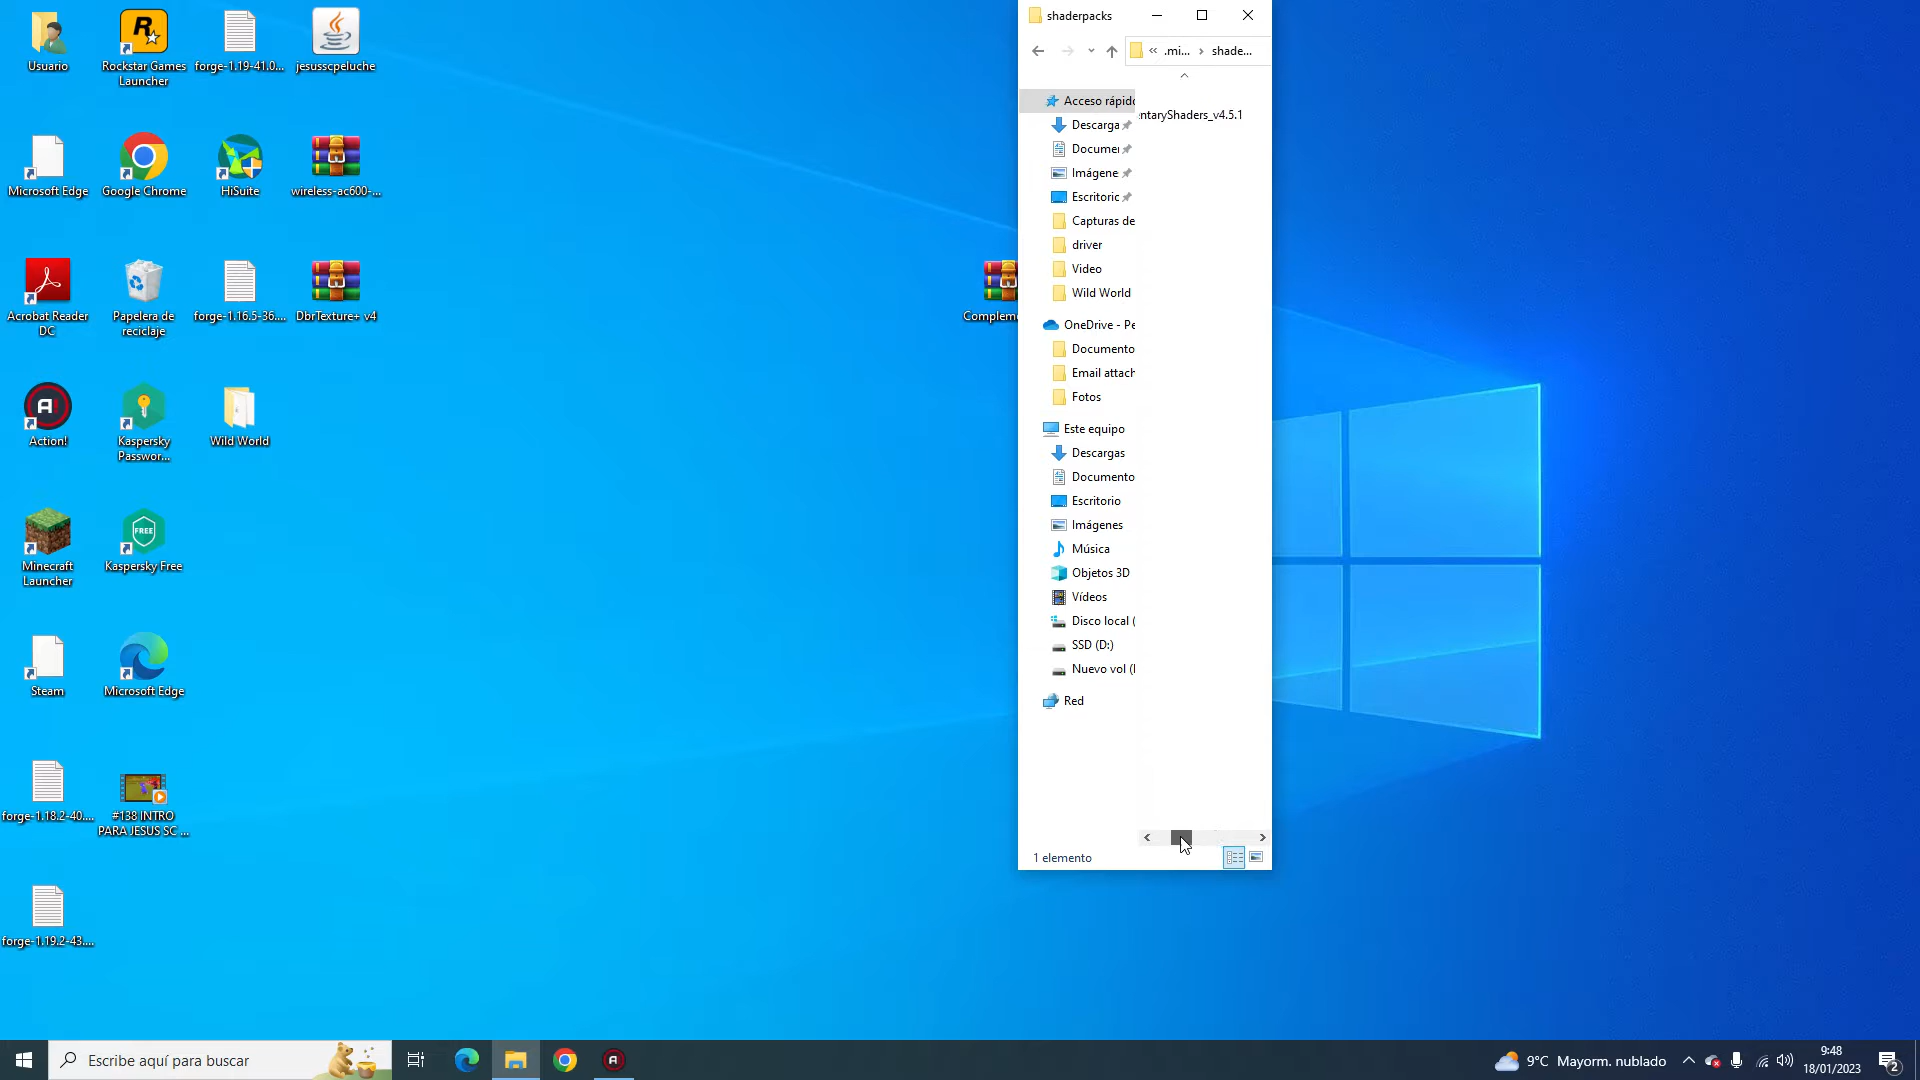 Usuario
Rockstar Games
Launcher
forge-1.19-41.0...
jesusscpeluche
Microsoft Edge
Google Chrome
HiSuite
wireless-ac600-...
Acrobat Reader
DC
Papelera de
reciclaje
forge-1.16.5-36....
DbrTexture+ v4
Action!
Kaspersky
Passwor...
Wild World
Minecraft
Launcher
FREE
Kaspersky Free
Steam
Microsoft Edge
forge-1.18.2-40....
#138 INTRO
PARA JESUS SC ...
forge-1.19.2-43....
Compleme
shaderpacks
« .mi... › shade...
Acceso rápido
Descarga
Documer
Imágene
Escritoric
Capturas de
driver
Video
Wild World
OneDrive - Pe
Documento
Email attach
Fotos
Este equipo
Descargas
Documento
Escritorio
Imágenes
Música
Objetos 3D
Vídeos
Disco local (
SSD (D:)
Nuevo vol (
Red
entaryShaders_v4.5.1
1 elemento
Escribe aquí para buscar
9°C Mayorm. nublado
9:48
18/01/2023
2